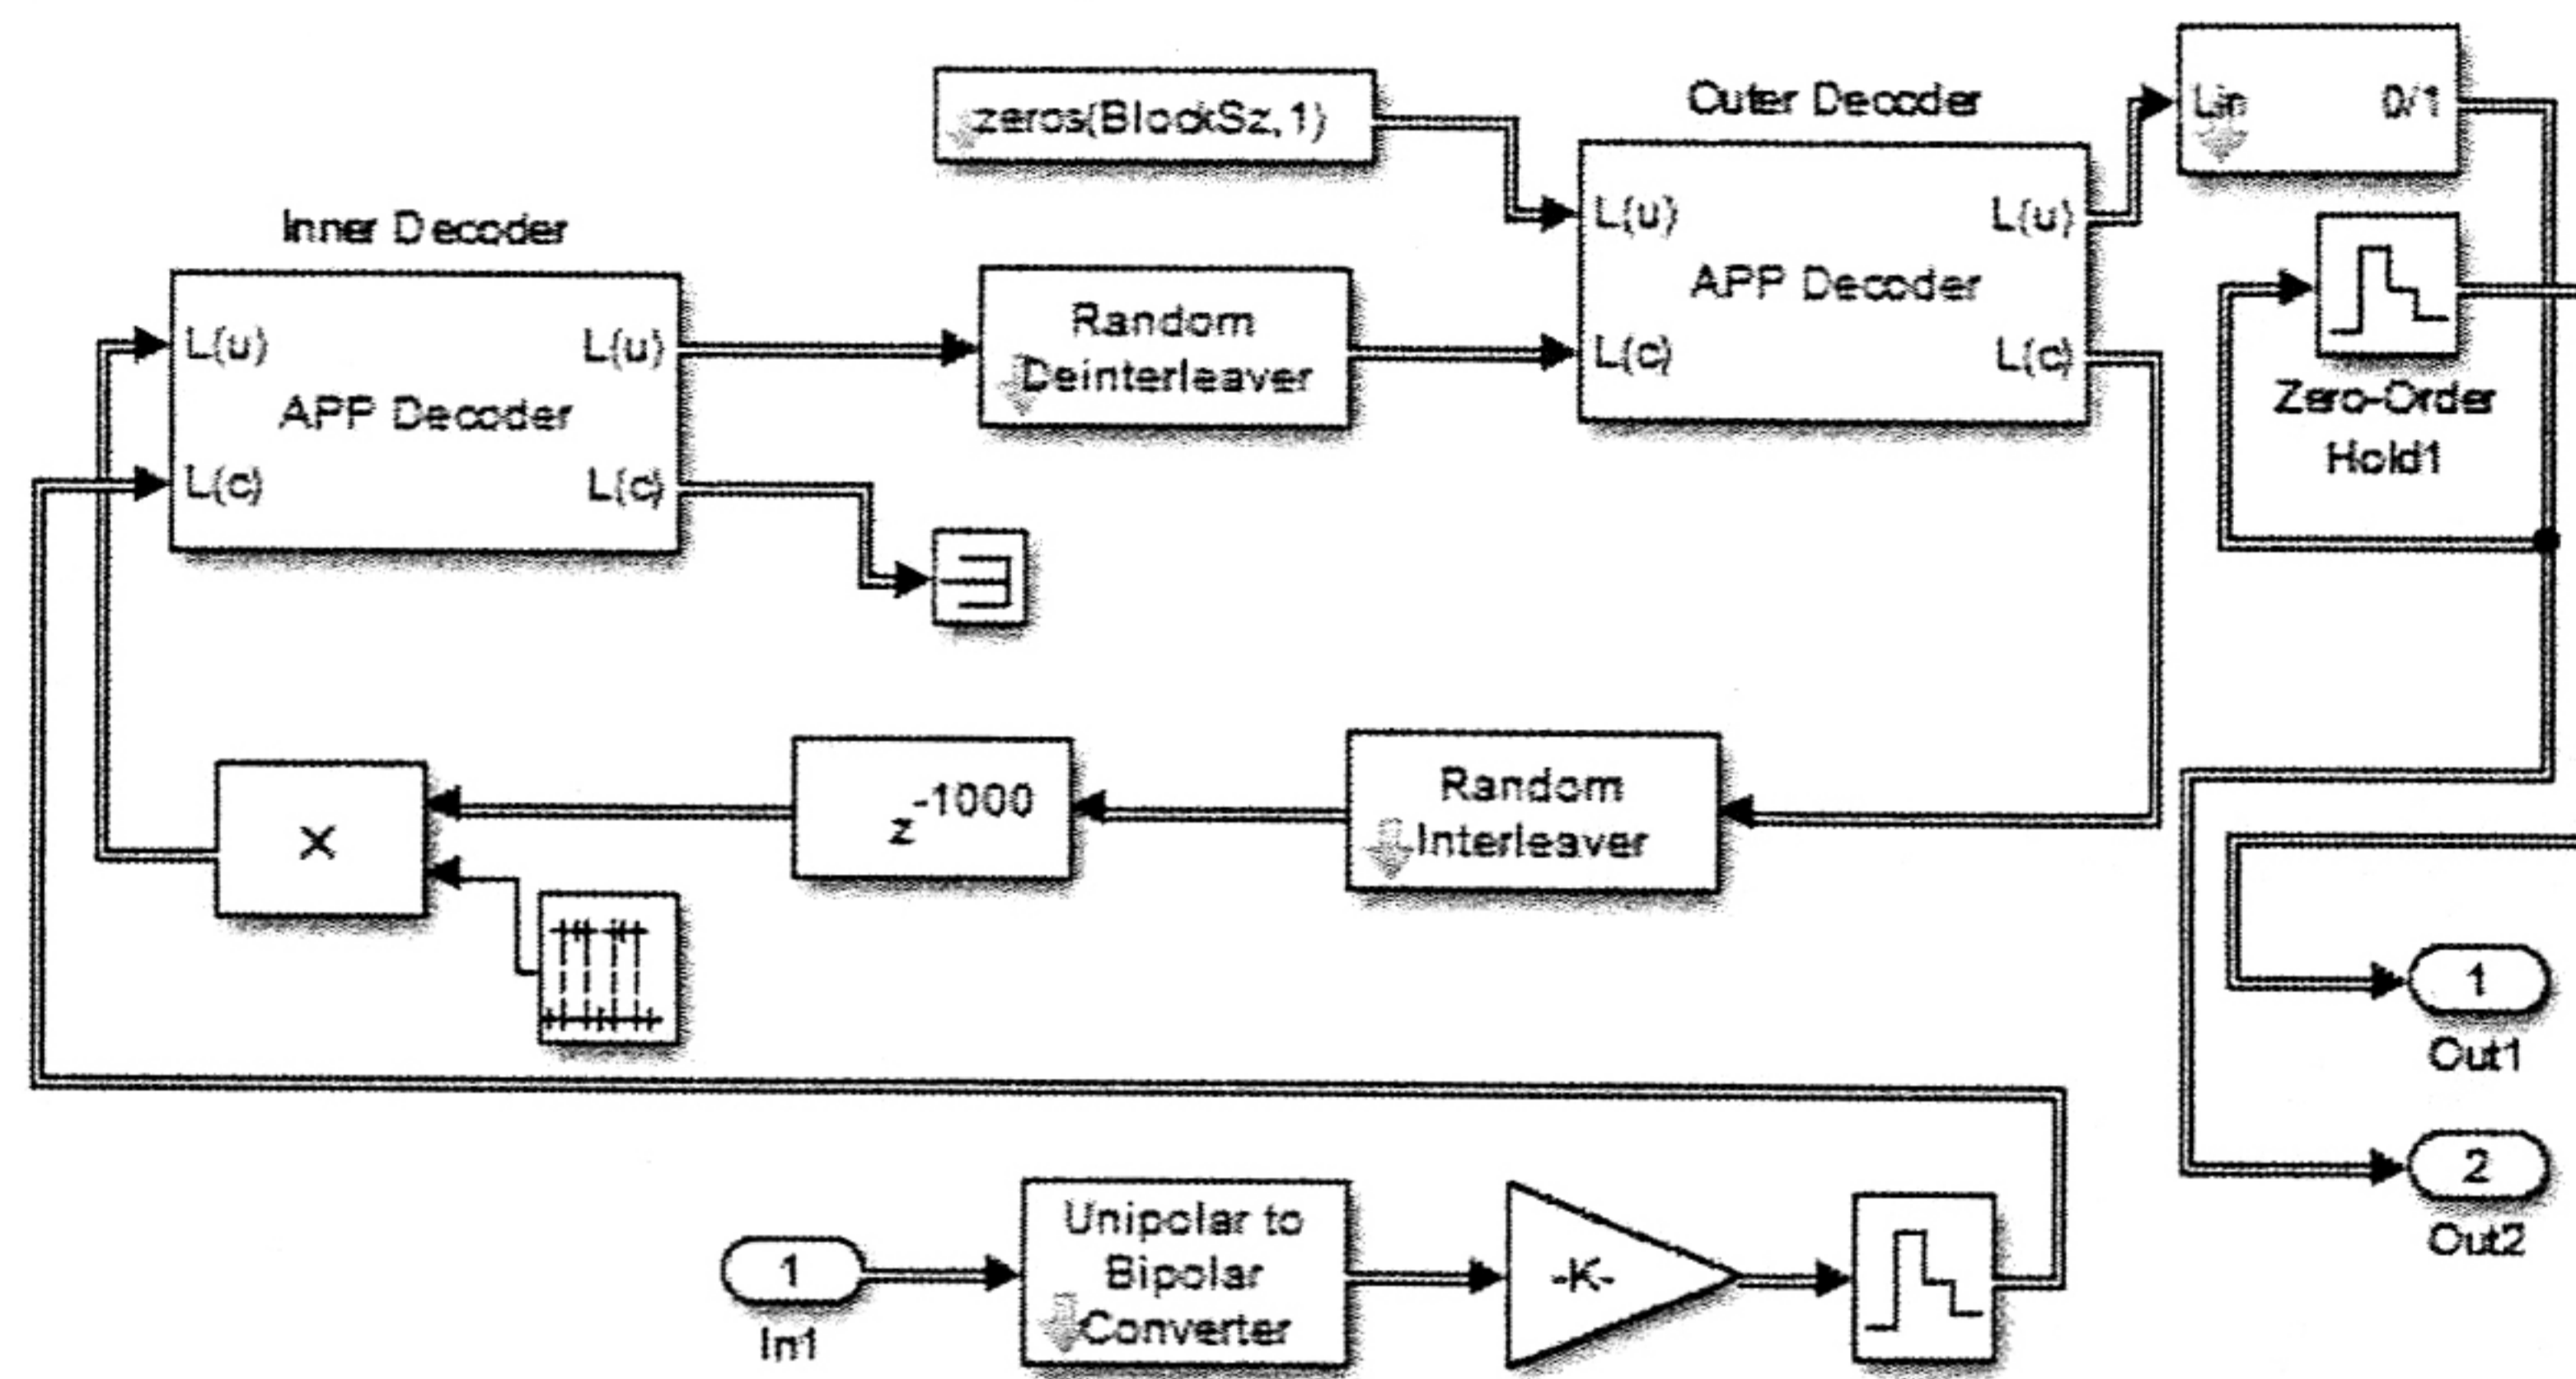 zeros(BlockSz,1)
Outer Decoder
Lin 0/1
L(u) L(u)
APP Decoder
L(c) L(c)
Inner Decoder
L(u) L(u)
APP Decoder
L(c) L(c)
Random
Deinterleaver
Zero-Order
Hold1
×
z^-1000
Random
Interleaver
1
Out1
2
Out2
1
In1
Unipolar to
Bipolar
Converter
-K-